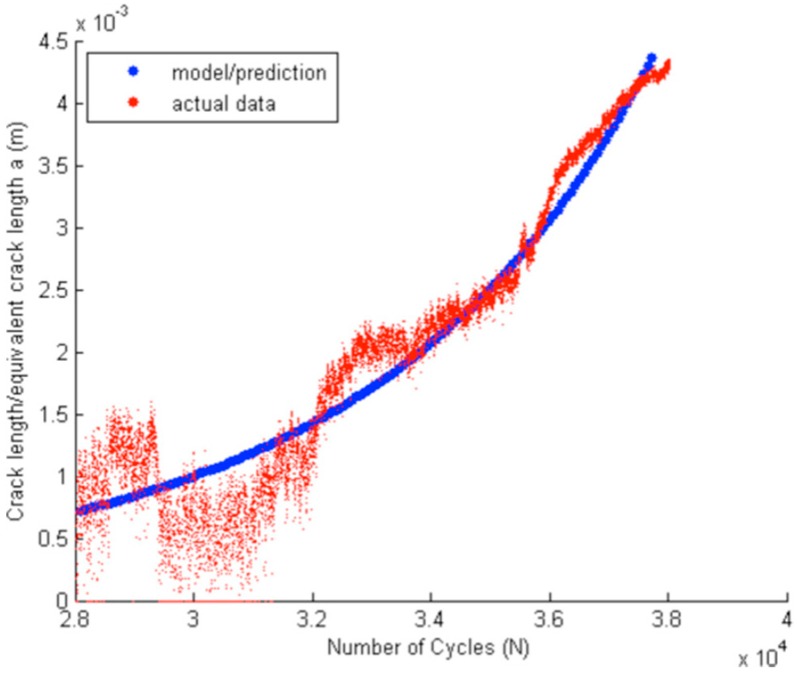 x 10⁻³
4.5
4
3.5
3
2.5
2
1.5
1
0.5
0
model/prediction
actual data
Crack length/equivalent crack length a (m)
2.8 3 3.2 3.4 3.6 3.8 4
Number of Cycles (N)
x 10⁴